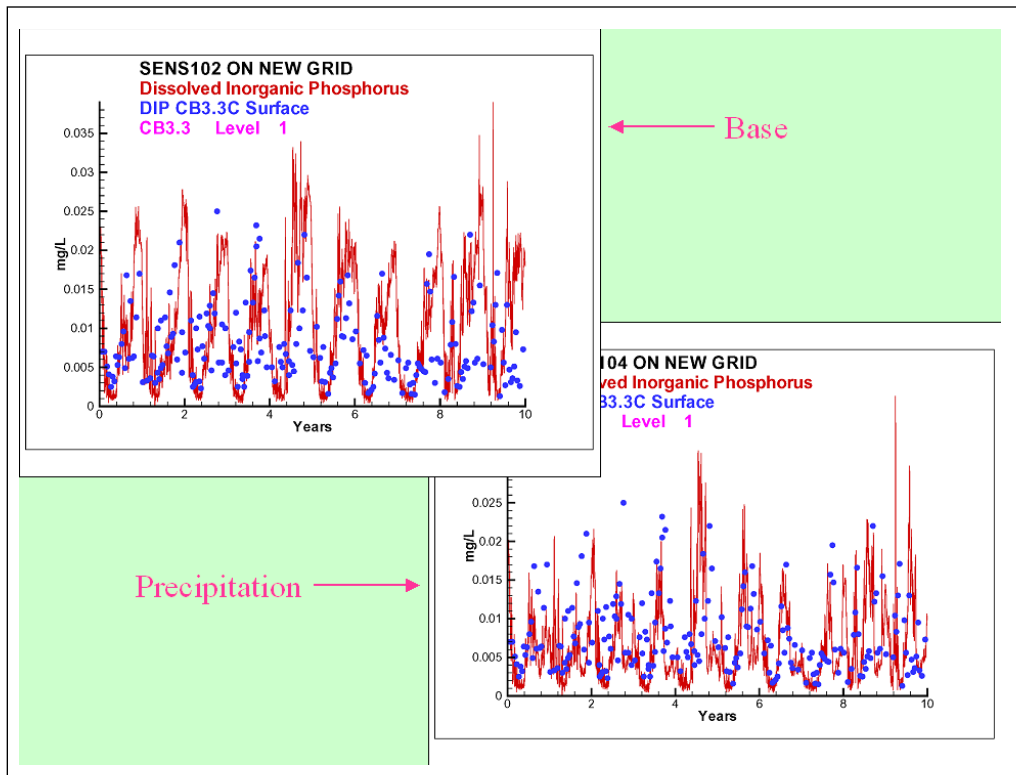 SENS102 ON NEW GRID
Dissolved Inorganic Phosphorus
DIP CB3.3C Surface
CB3.3 Level 1
0.035
0.03
0.025
0.02
0.015
0.01
0.005
0
mg/L
0 2 4 6 8 10
Years
Base
104 ON NEW GRID
ved Inorganic Phosphorus
33.3C Surface
Level 1
0.025
0.02
0.015
0.01
0.005
0
mg/L
0 2 4 6 8 10
Years
Precipitation